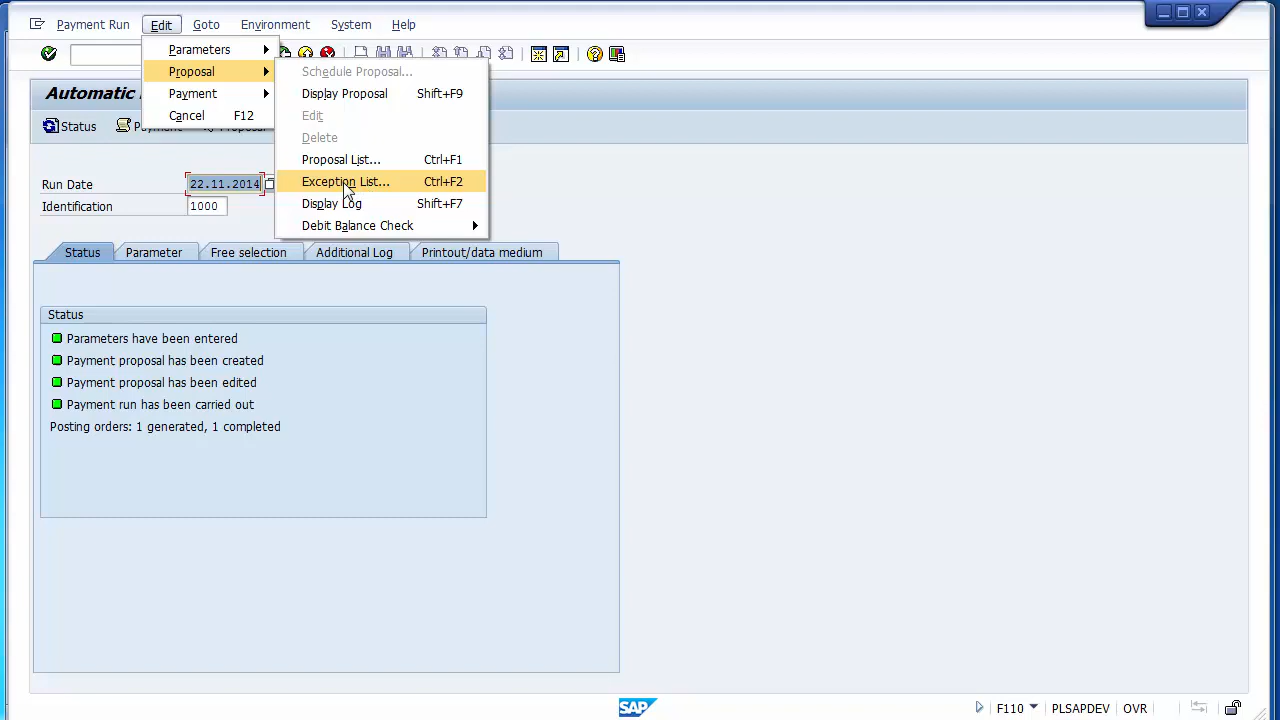 Payment Run Edit Goto Environment System Help
Parameters
Proposal
Payment
Cancel F12
Schedule Proposal...
Display Proposal Shift+F9
Edit
Delete
Proposal List... Ctrl+F1
Exception List... Ctrl+F2
Display Log Shift+F7
Debit Balance Check
Automatic
Status Payment Proposal
Run Date 22.11.2014
Identification 1000
Status Parameter Free selection Additional Log Printout/data medium
Status
Parameters have been entered
Payment proposal has been created
Payment proposal has been edited
Payment run has been carried out
Posting orders: 1 generated, 1 completed
SAP
F110 PLSAPDEV OVR